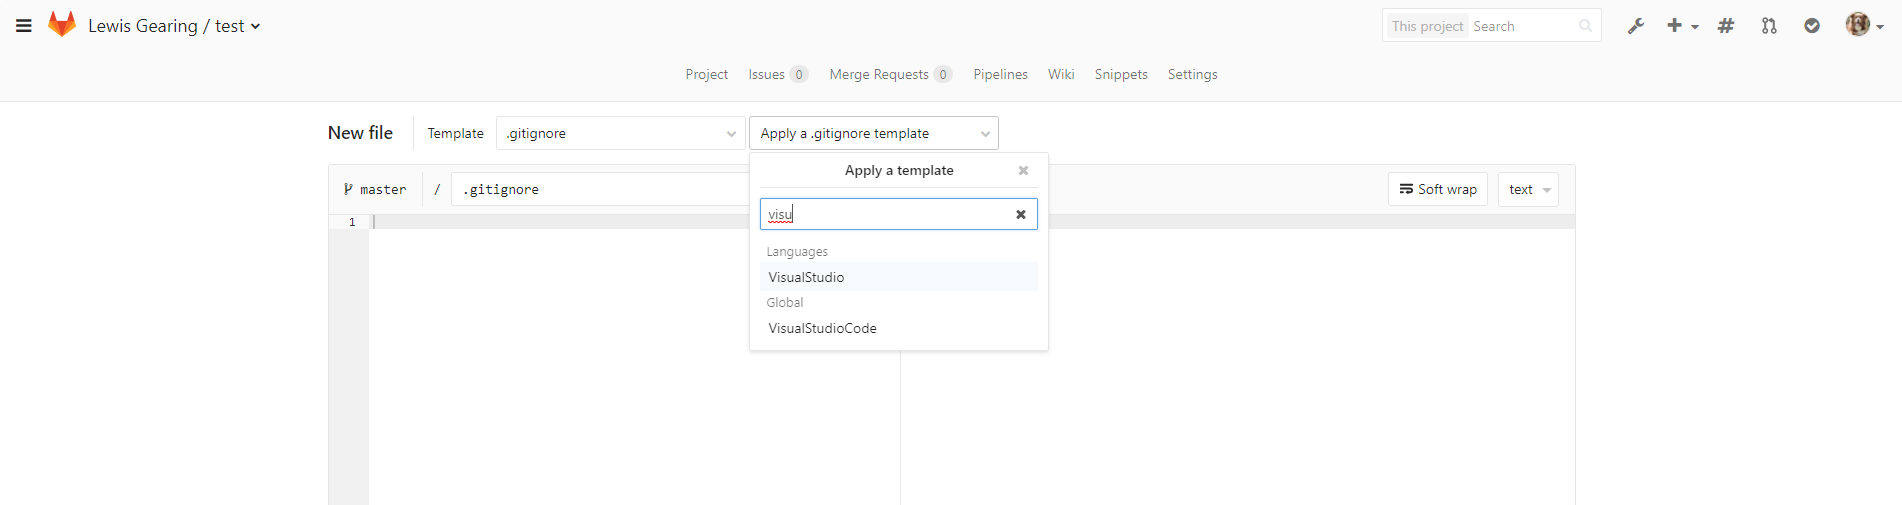 Lewis Gearing / test
This project Search
Project Issues 0 Merge Requests 0 Pipelines Wiki Snippets Settings
New file Template .gitignore Apply a .gitignore template
Apply a template
master / .gitignore
Soft wrap text
visu
1
Languages
VisualStudio
Global
VisualStudioCode